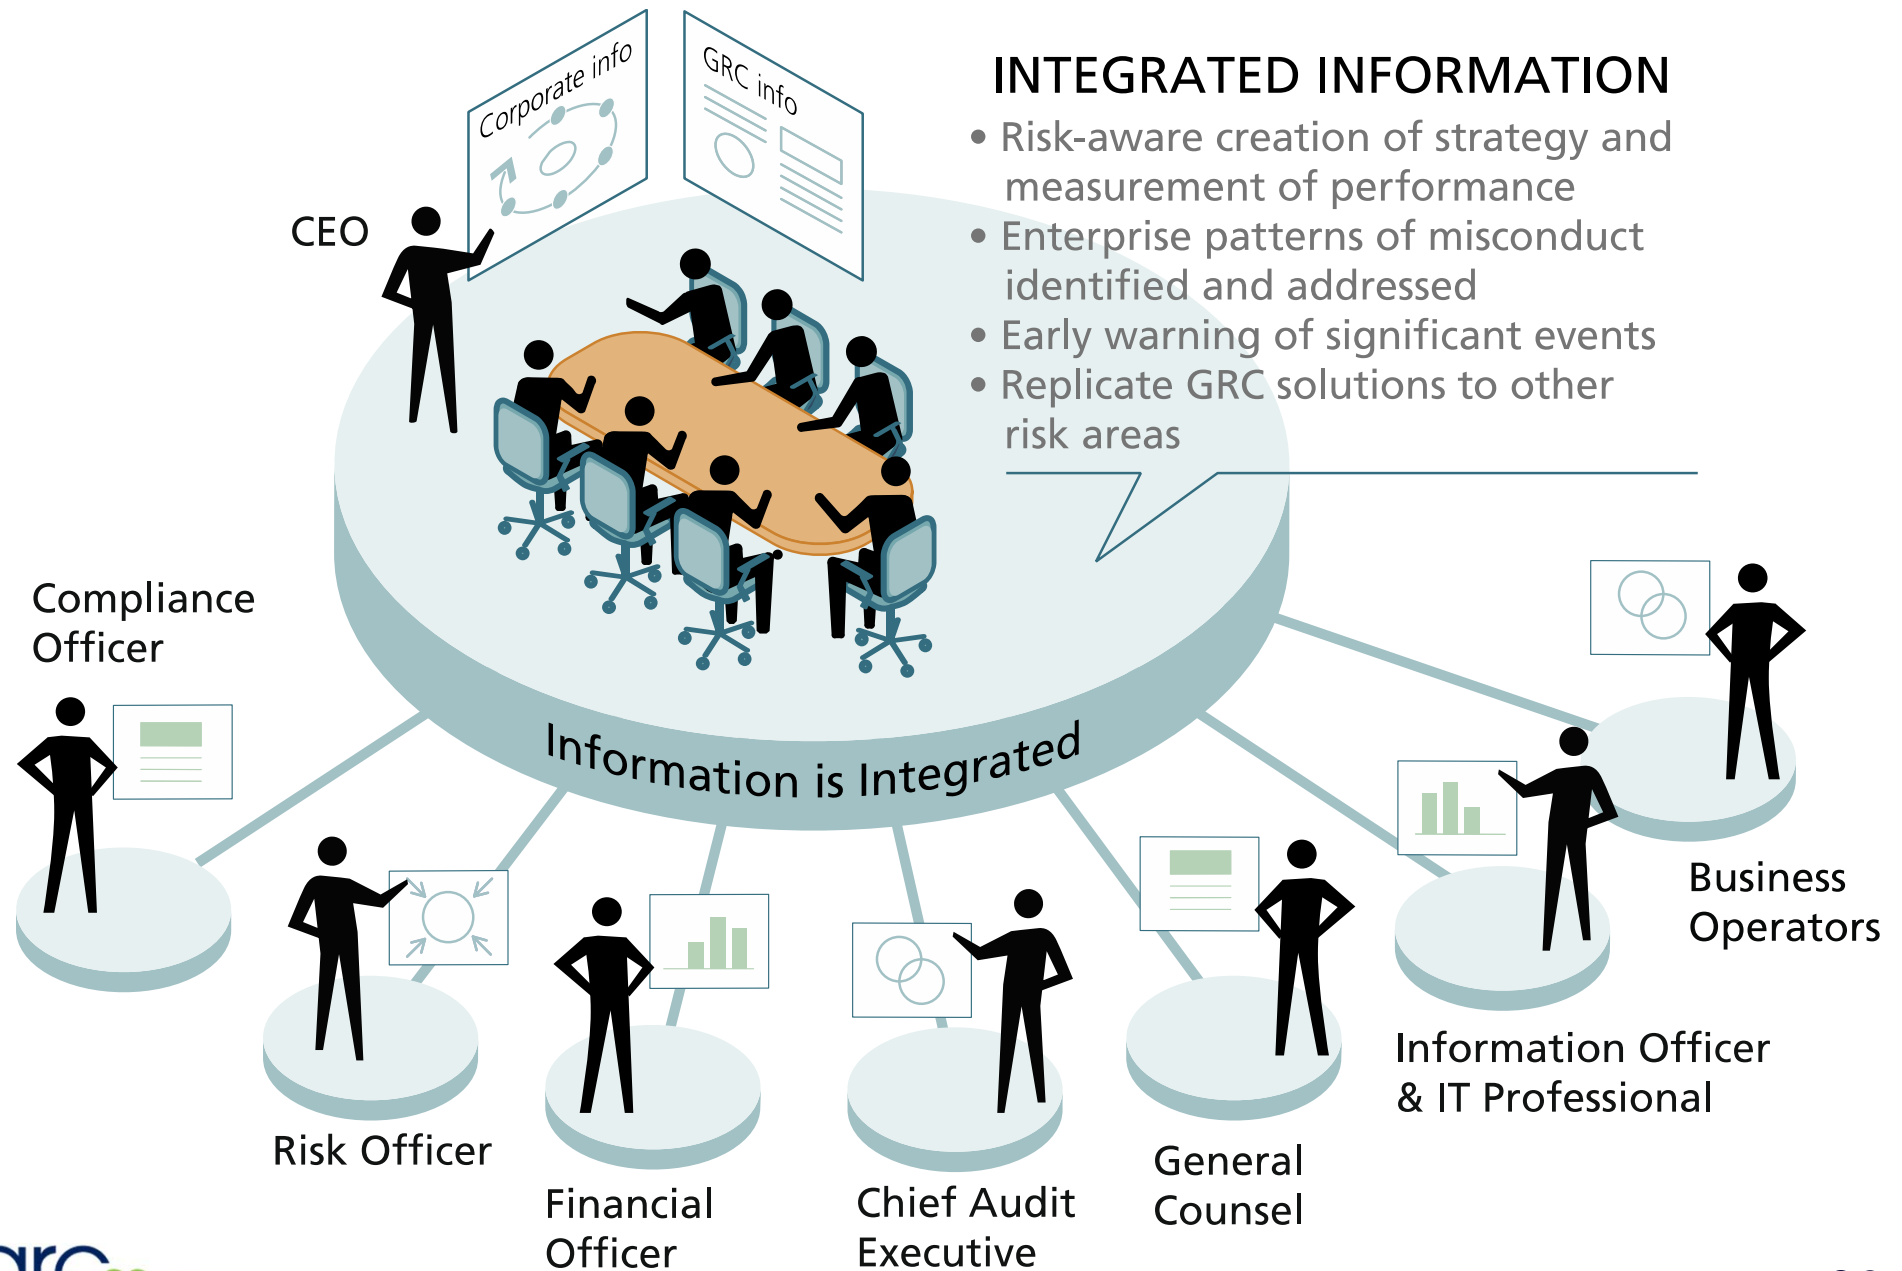 Corporate info
GRC info
INTEGRATED INFORMATION
• Risk-aware creation of strategy and
measurement of performance
• Enterprise patterns of misconduct
identified and addressed
• Early warning of significant events
• Replicate GRC solutions to other
risk areas
CEO
Compliance
Officer
Information is Integrated
Business
Operators
Information Officer
& IT Professional
Risk Officer
General
Counsel
Financial
Officer
Chief Audit
Executive